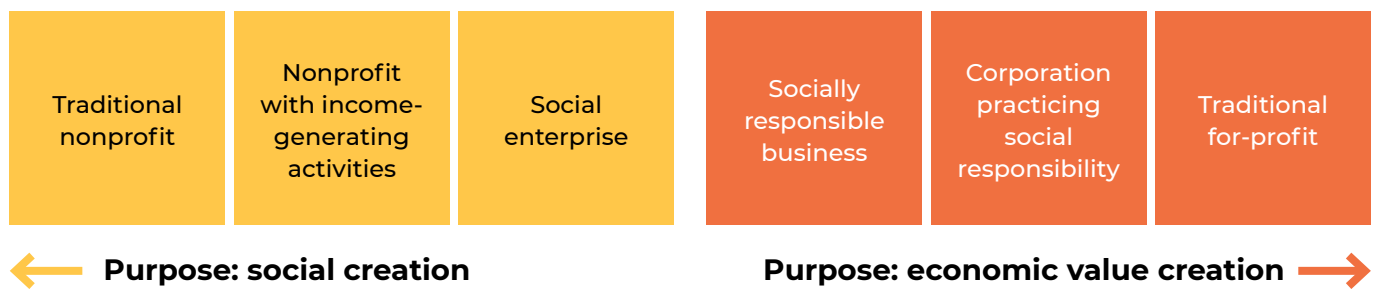 Traditional
nonprofit
Nonprofit
with income-
generating
activities
Social
enterprise
Socially
responsible
business
Corporation
practicing
social
responsibility
Traditional
for-profit
Purpose: social creation
Purpose: economic value creation